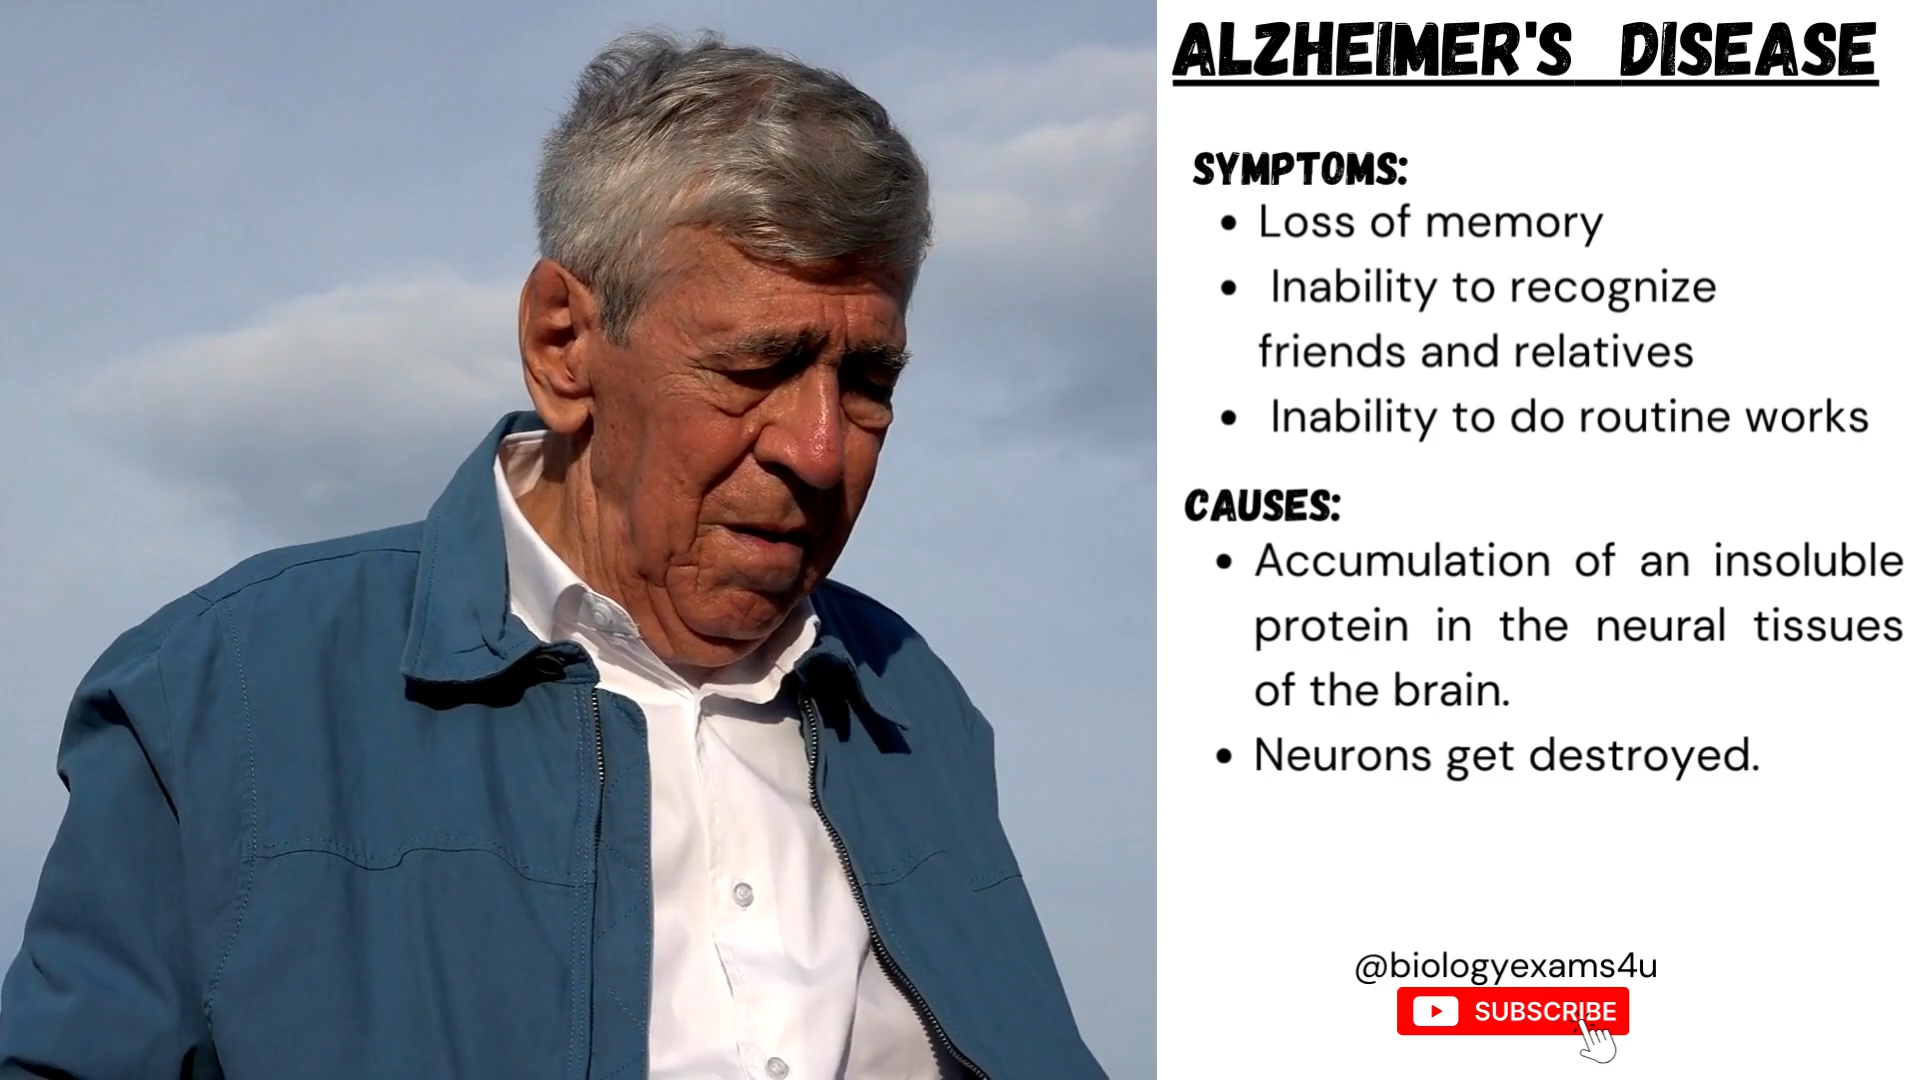 ALZHEIMER'S DISEASE
SYMPTOMS:
• Loss of memory
• Inability to recognize
friends and relatives
• Inability to do routine works
CAUSES:
• Accumulation of an insoluble
protein in the neural tissues
of the brain.
• Neurons get destroyed.
@biologyexams4u
SUBSCRIBE